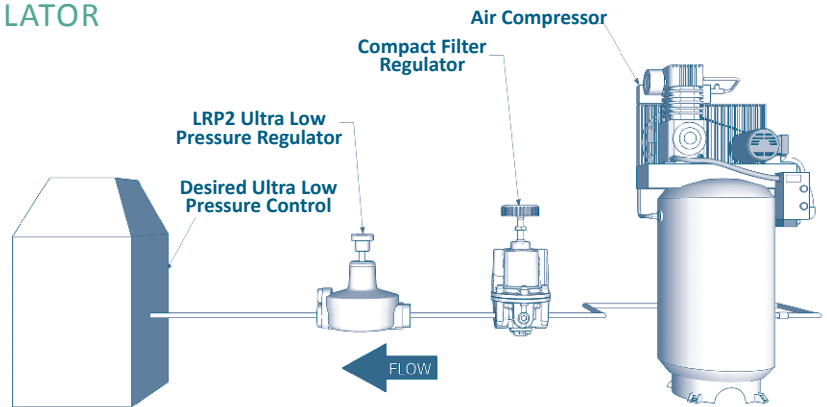 LATOR
Air Compressor
Compact Filter
Regulator
LRP2 Ultra Low
Pressure Regulator
Desired Ultra Low
Pressure Control
FLOW